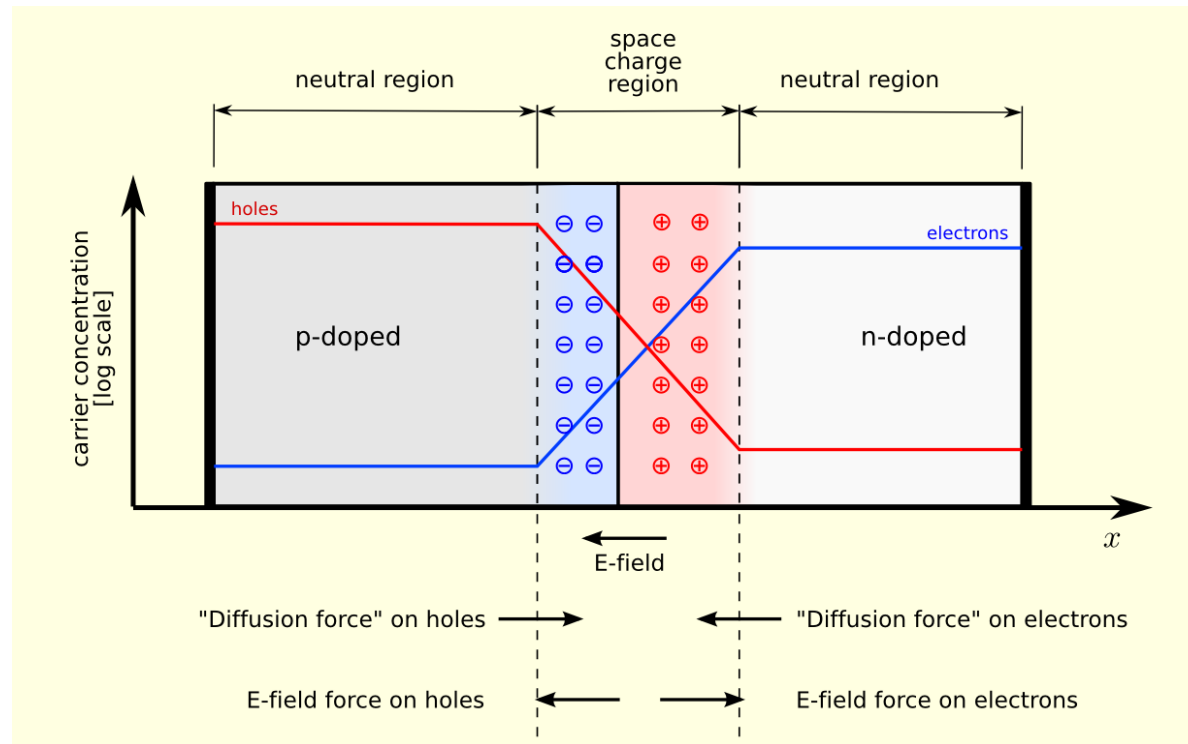 space
charge
region
neutral region
neutral region
holes
electrons
carrier concentration
[log scale]
p-doped
n-doped
x
E-field
"Diffusion force" on holes
"Diffusion force" on electrons
E-field force on holes
E-field force on electrons